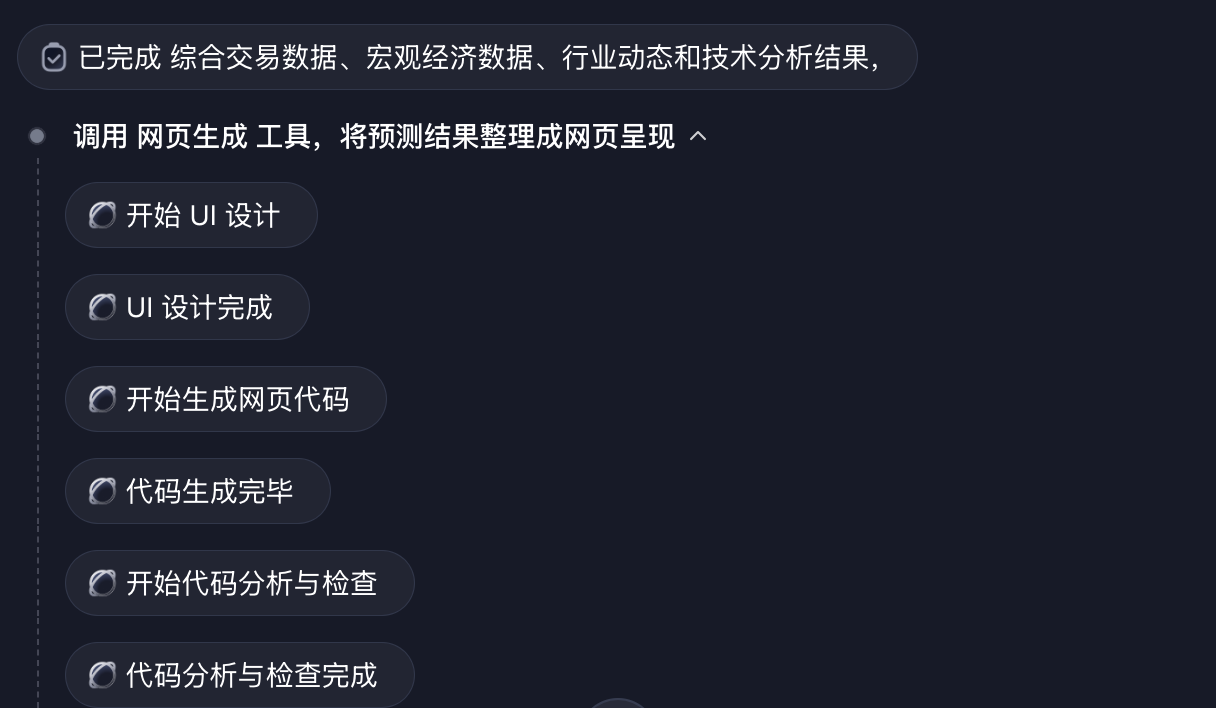 已完成 综合交易数据、宏观经济数据、行业动态和技术分析结果，
调用 网页生成 工具，将预测结果整理成网页呈现
开始 UI 设计
UI 设计完成
开始生成网页代码
代码生成完毕
开始代码分析与检查
代码分析与检查完成